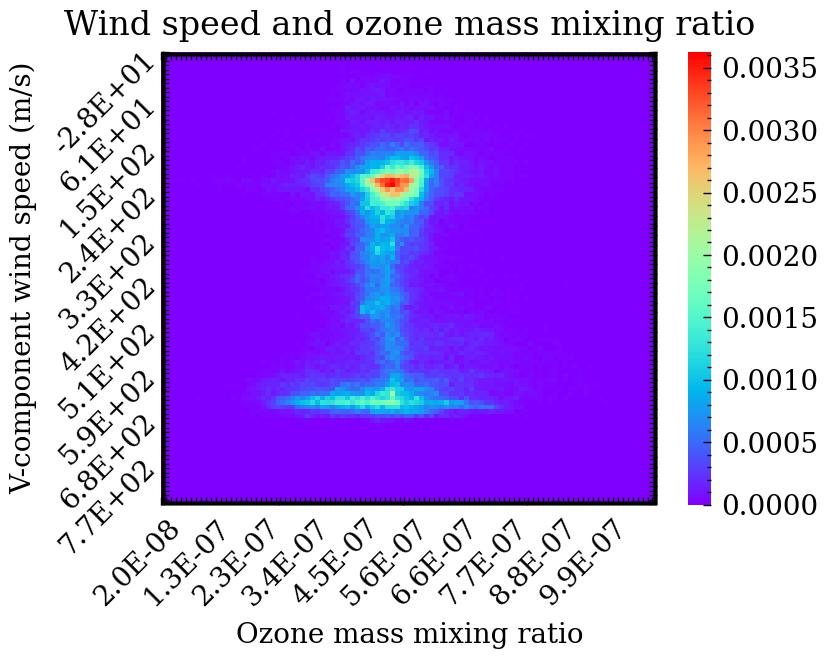 Wind speed and ozone mass mixing ratio
V-component wind speed (m/s)
-2.8E+01
6.1E+01
1.5E+02
2.4E+02
3.3E+02
4.2E+02
5.1E+02
5.9E+02
6.8E+02
7.7E+02
0.0035
0.0030
0.0025
0.0020
0.0015
0.0010
0.0005
0.0000
2.0E-08
1.3E-07
2.3E-07
3.4E-07
4.5E-07
5.6E-07
6.6E-07
7.7E-07
8.8E-07
9.9E-07
Ozone mass mixing ratio